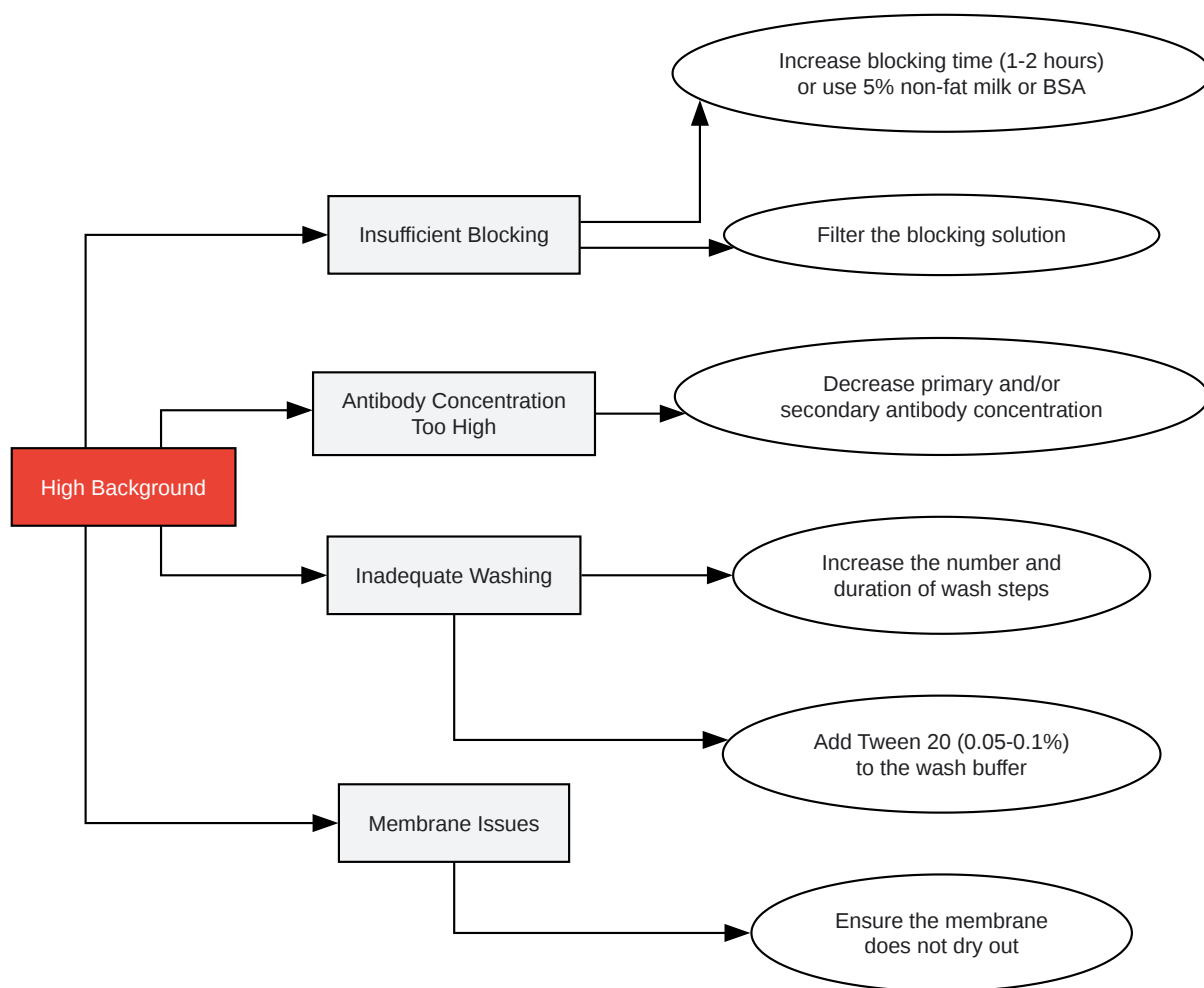 Increase blocking time (1-2 hours)
or use 5% non-fat milk or BSA
Insufficient Blocking
Filter the blocking solution
Antibody Concentration
Too High
Decrease primary and/or
secondary antibody concentration
High Background
Inadequate Washing
Increase the number and
duration of wash steps
Add Tween 20 (0.05-0.1%)
to the wash buffer
Membrane Issues
Ensure the membrane
does not dry out